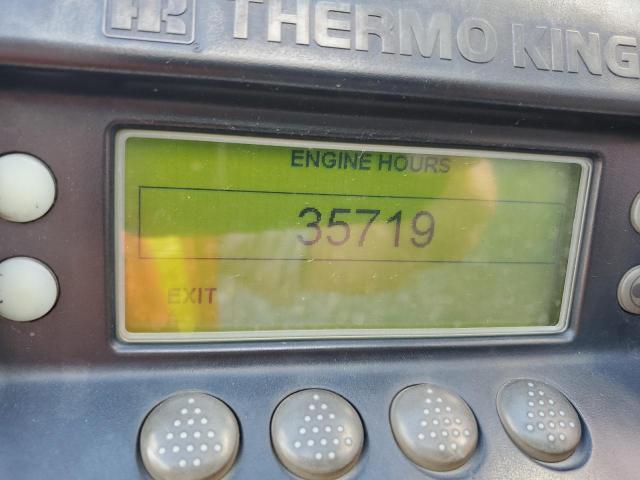 THERMO KING
ENGINE HOURS
35719
EXIT